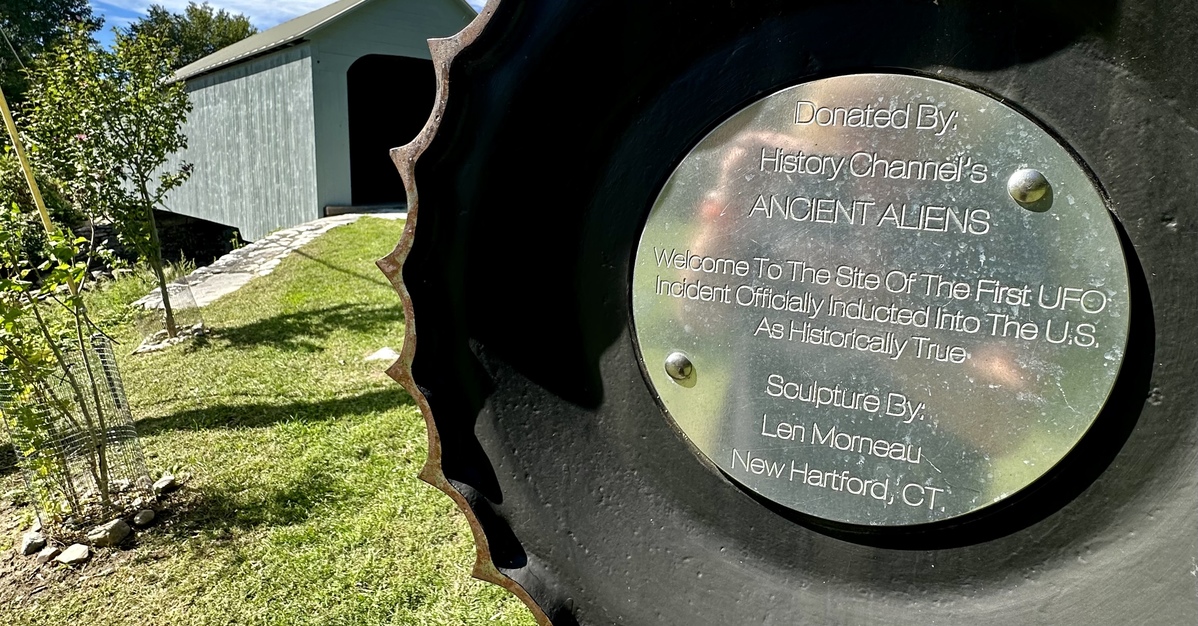 Donated By:
History Channel's
ANCIENT ALIENS
Welcome To The Site Of The First UFO
Incident Officially Inducted Into The U.S.
As Historically True
Sculpture By:
Len Morneau
New Hartford, CT